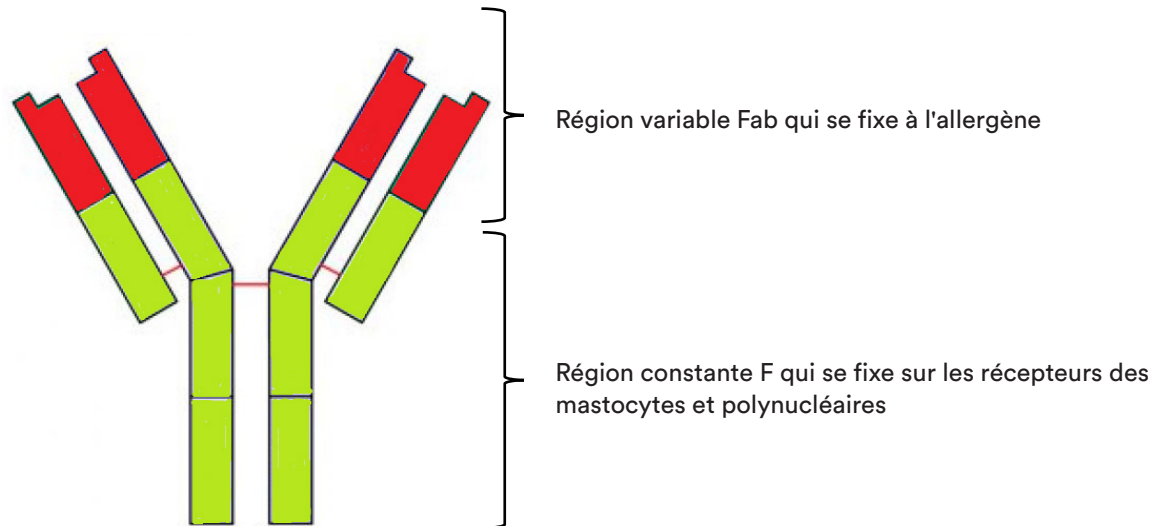 Région variable Fab qui se fixe à l'allergène
Région constante F qui se fixe sur les récepteurs des
mastocytes et polynucléaires